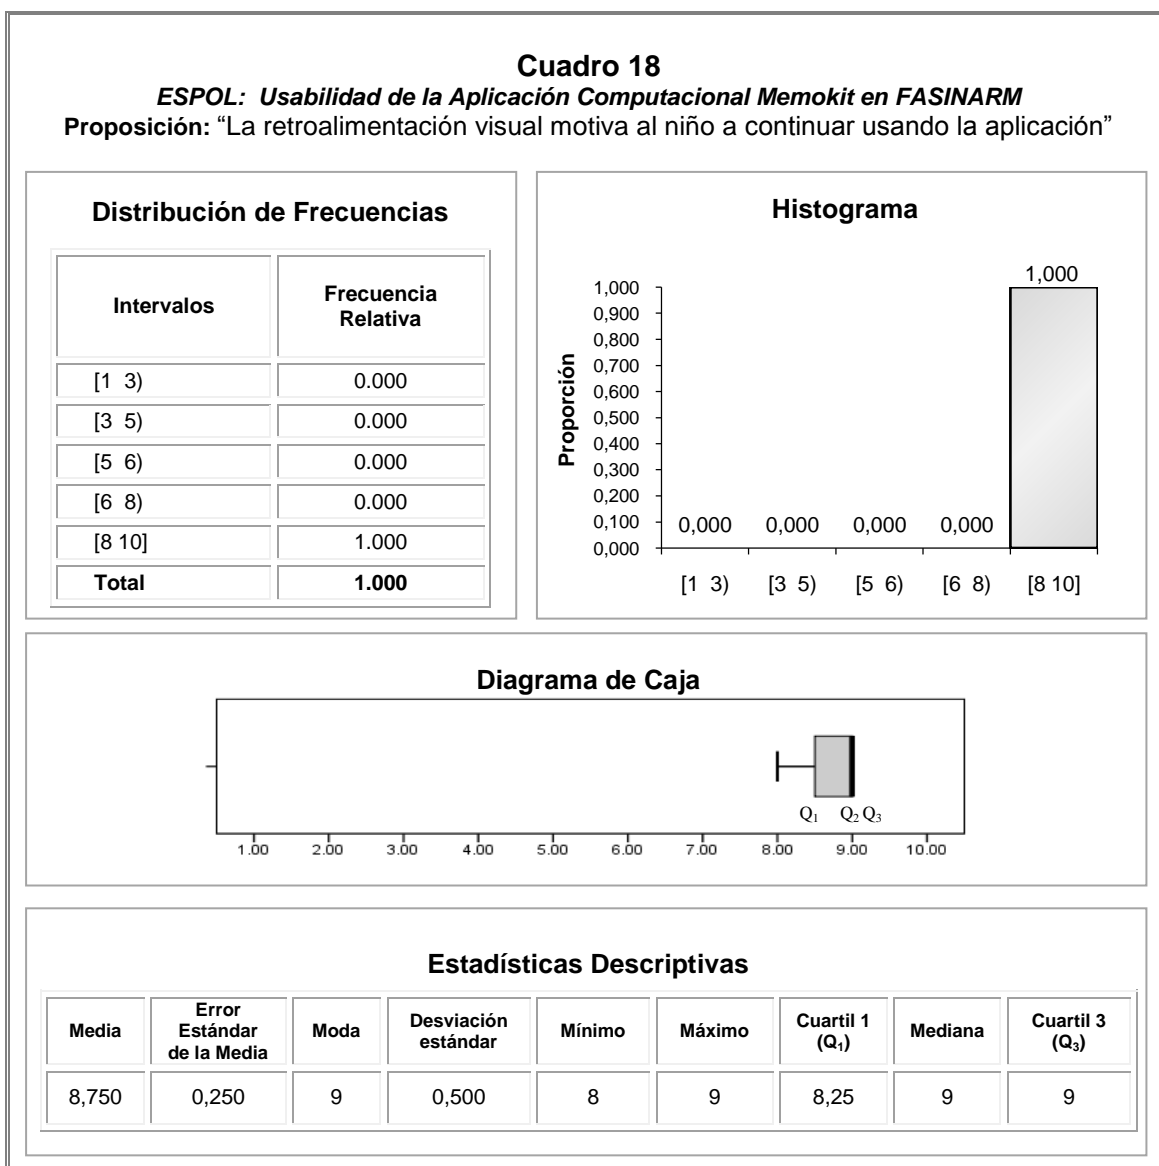 Cuadro 18
ESPOL: Usabilidad de la Aplicación Computacional Memokit en FASINARM
Proposición: “La retroalimentación visual motiva al niño a continuar usando la aplicación”
Distribución de Frecuencias
Intervalos Frecuencia Relativa
[1 3) 0.000
[3 5) 0.000
[5 6) 0.000
[6 8) 0.000
[8 10] 1.000
Total 1.000
Histograma
Proporción
1,000
1,000
0,900
0,800
0,700
0,600
0,500
0,400
0,300
0,200
0,100
0,000
0,000 0,000 0,000 0,000
[1 3) [3 5) [5 6) [6 8) [8 10]
Diagrama de Caja
Q1 Q2 Q3
1.00 2.00 3.00 4.00 5.00 6.00 7.00 8.00 9.00 10.00
Estadísticas Descriptivas
Media Error Estándar de la Media Moda Desviación estándar Mínimo Máximo Cuartil 1 (Q1) Mediana Cuartil 3 (Q3)
8,750 0,250 9 0,500 8 9 8,25 9 9